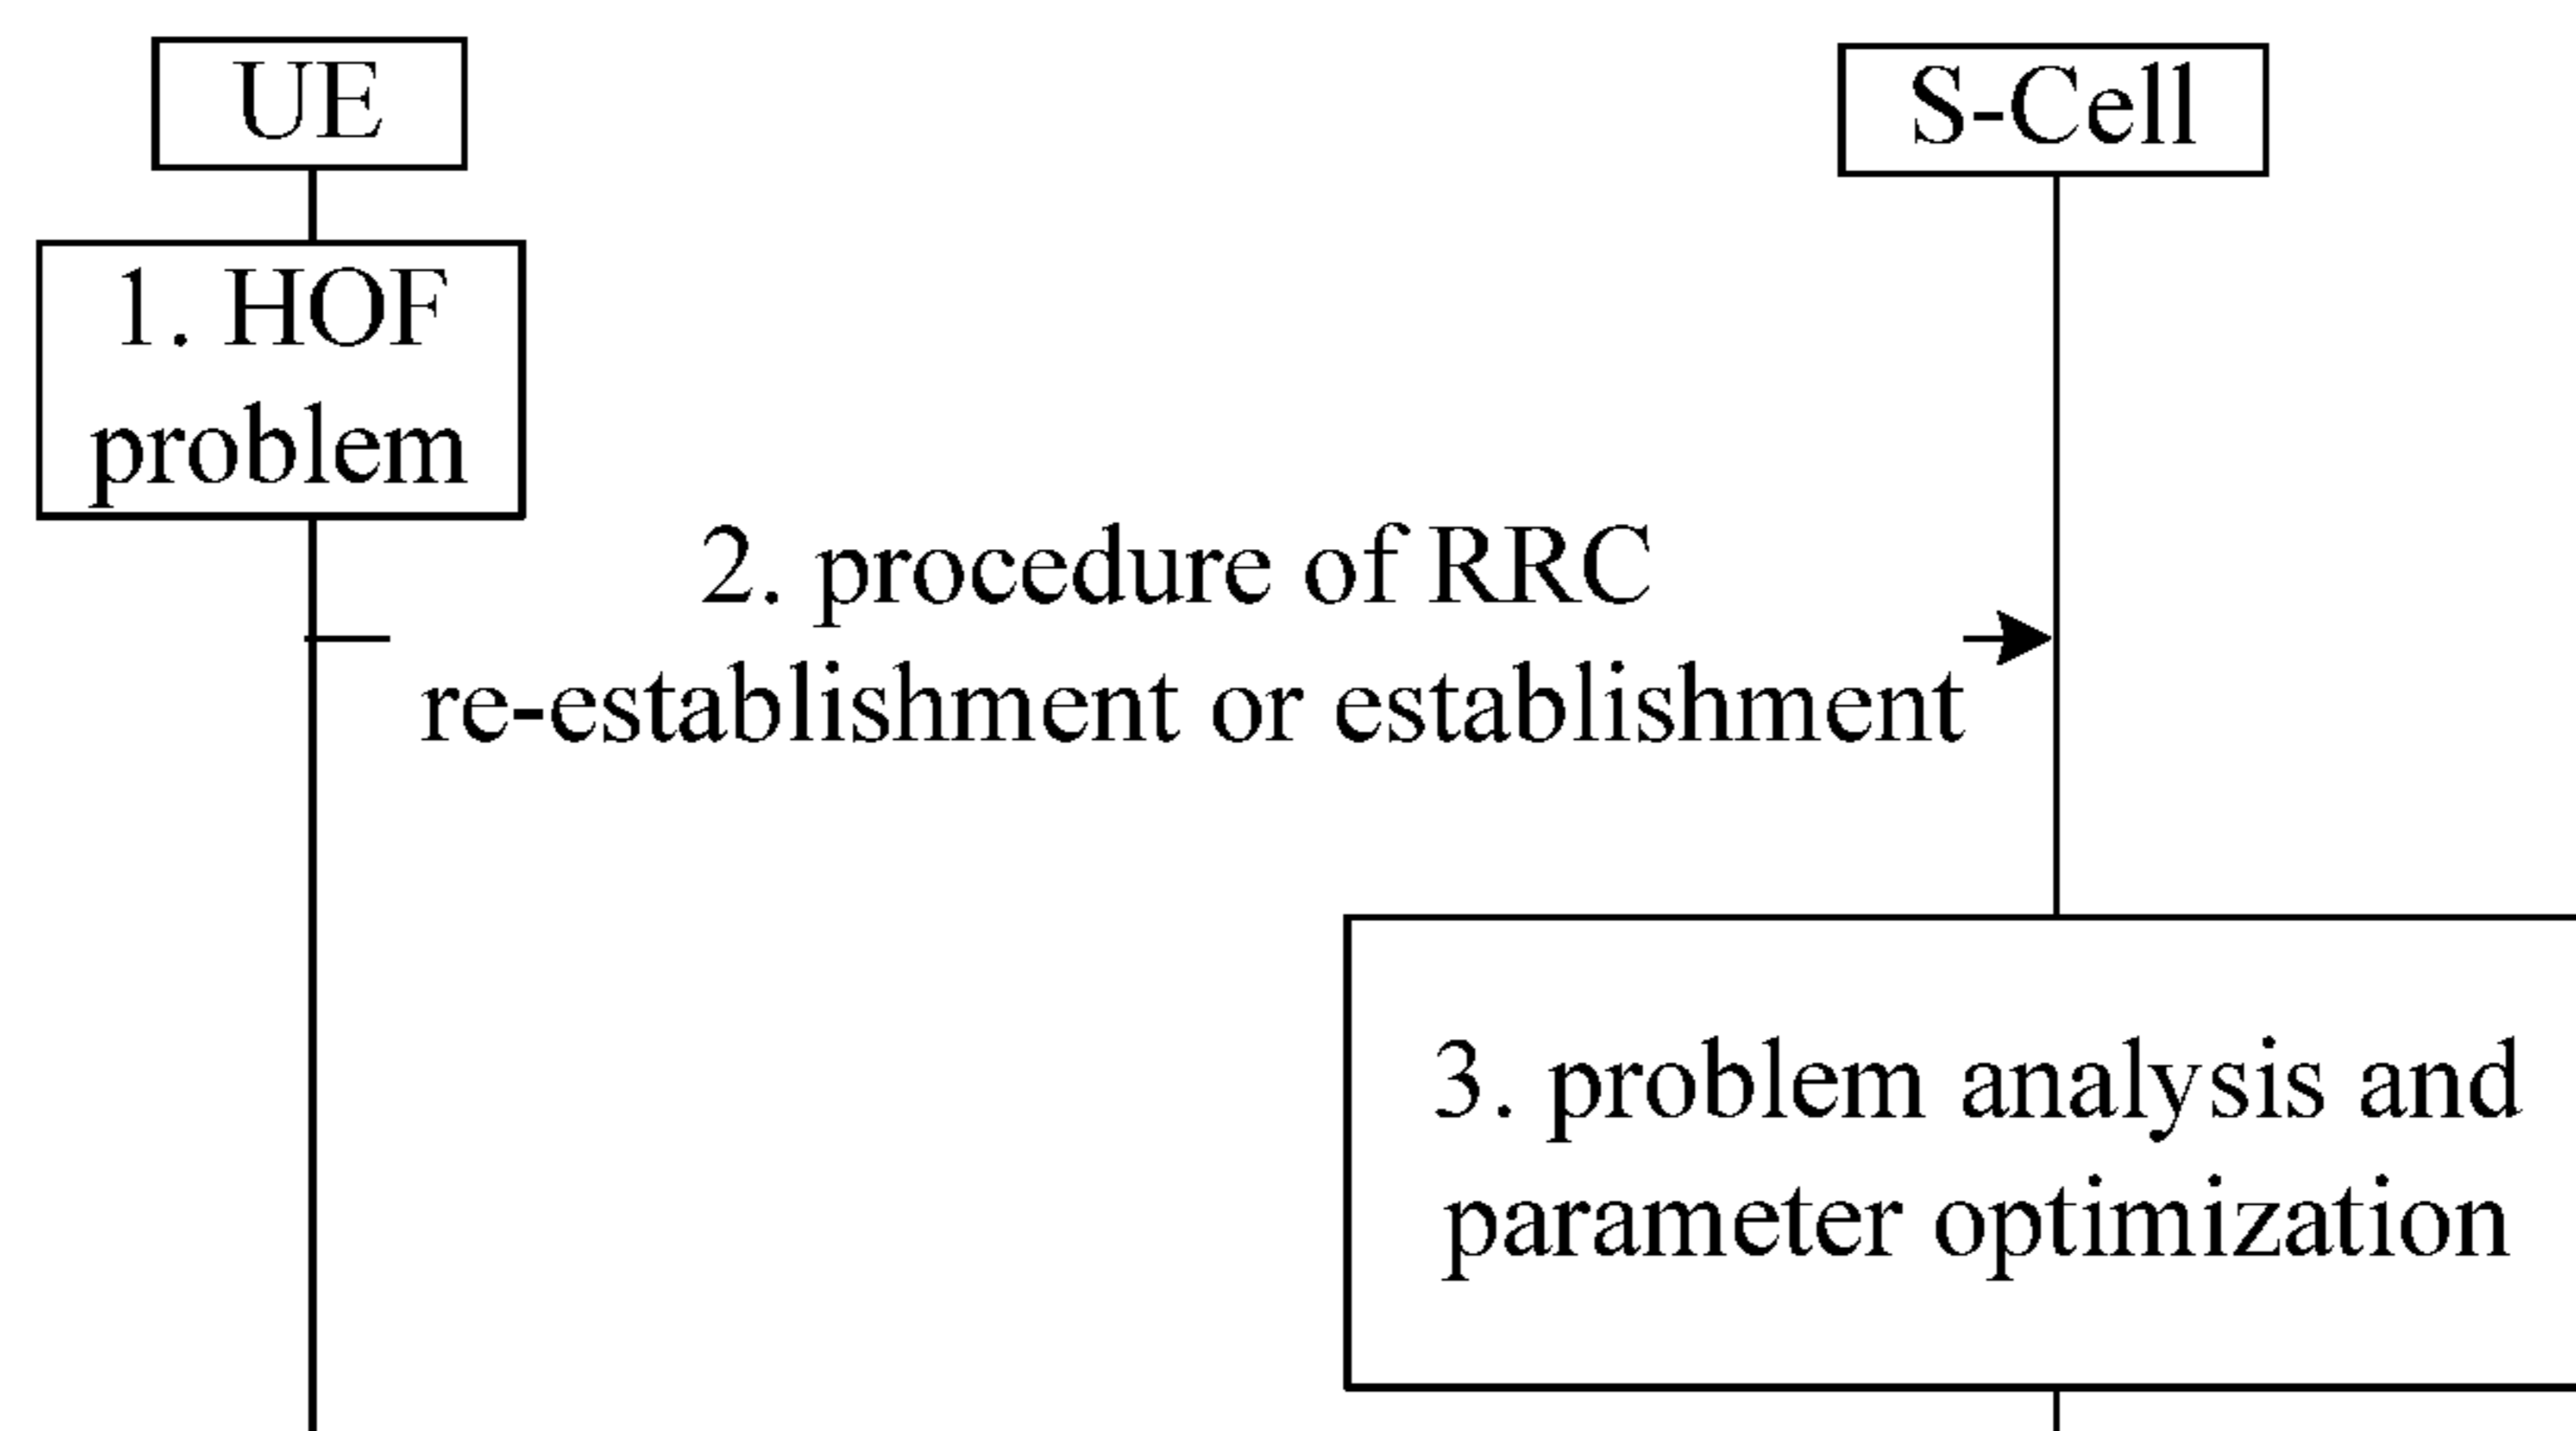 UE
S-Cell
1. HOF
problem
2. procedure of RRC
re-establishment or establishment
3. problem analysis and
parameter optimization